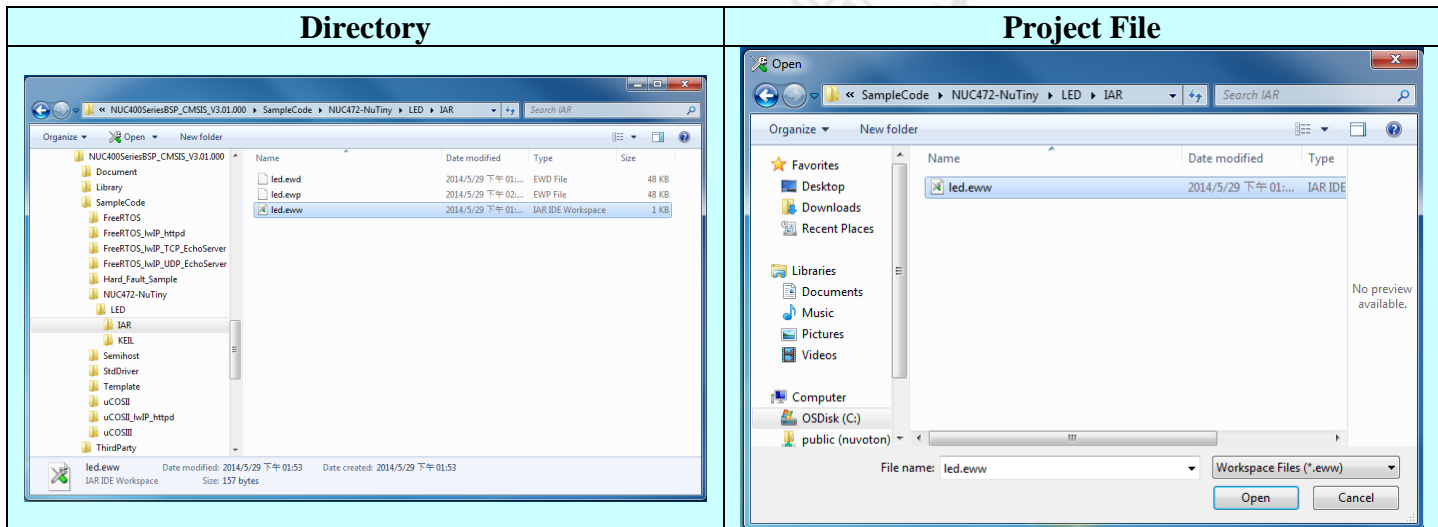 Directory
Project File
« NUC400SeriesBSP_CMSIS_V3.01.000 ▸ SampleCode ▸ NUC472-NuTiny ▸ LED ▸ IAR
Search IAR
Organize
Open
New folder
NUC400SeriesBSP_CMSIS_V3.01.000
Document
Library
SampleCode
FreeRTOS
FreeRTOS_lwIP_httpd
FreeRTOS_lwIP_TCP_EchoServer
FreeRTOS_lwIP_UDP_EchoServer
Hard_Fault_Sample
NUC472-NuTiny
LED
IAR
KEIL
Semihost
StdDriver
Template
uCOSII
uCOSII_lwIP_httpd
uCOSIII
ThirdParty
Name Date modified Type Size
led.ewd 2014/5/29 下午 01:... EWD File 48 KB
led.ewp 2014/5/29 下午 02:... EWP File 48 KB
led.eww 2014/5/29 下午 01:... IAR IDE Workspace 1 KB
led.eww Date modified: 2014/5/29 下午 01:53 Date created: 2014/5/29 下午 01:53
IAR IDE Workspace Size: 157 bytes
Open
« SampleCode ▸ NUC472-NuTiny ▸ LED ▸ IAR
Search IAR
Organize
New folder
Favorites
Desktop
Downloads
Recent Places
Libraries
Documents
Music
Pictures
Videos
Computer
OSDisk (C:)
public (nuvoton)
Name Date modified Type
led.eww 2014/5/29 下午 01:... IAR IDE
No preview
available.
File name: led.eww
Workspace Files (*.eww)
Open
Cancel